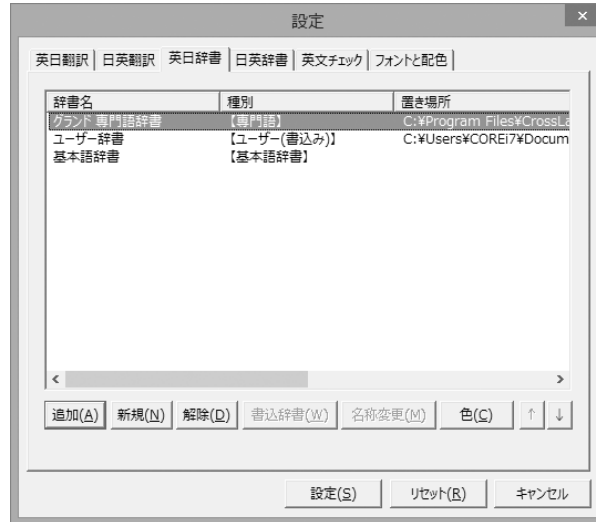 設定
英日翻訳 日英翻訳 英日辞書 日英辞書 英文チェック フォントと配色
辞書名 種別 置き場所
グランド 専門語辞書 【専門語】 C:¥Program Files¥CrossLa
ユーザー辞書 【ユーザー(書込み)】 C:¥Users¥COREi7¥Docum
基本語辞書 【基本語辞書】
追加(A) 新規(N) 解除(D) 書込辞書(W) 名称変更(M) 色(C) ↑ ↓
設定(S) リセット(R) キャンセル